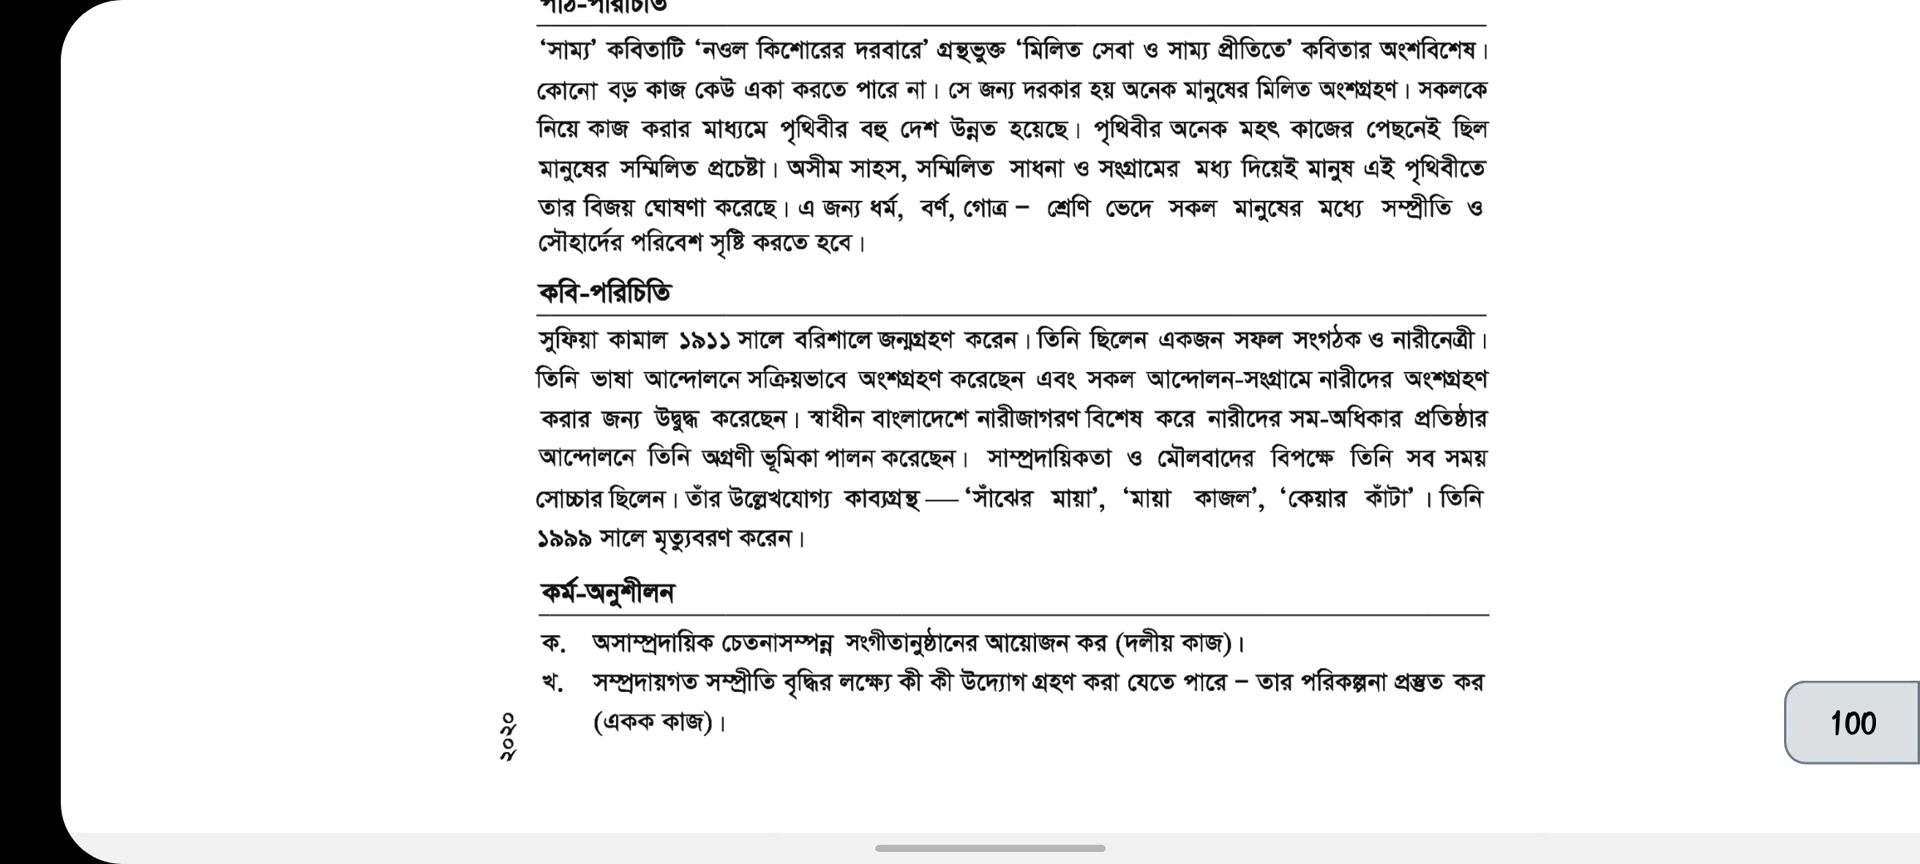 পাঠ-পরিচিতি
‘সাম্য’ কবিতাটি ‘নওল কিশোরের দরবারে’ গ্রন্থভুক্ত ‘মিলিত সেবা ও সাম্য প্রীতিতে’ কবিতার অংশবিশেষ।
কোনো বড় কাজ কেউ একা করতে পারে না। সে জন্য দরকার হয় অনেক মানুষের মিলিত অংশগ্রহণ। সকলকে
নিয়ে কাজ করার মাধ্যমে পৃথিবীর বহু দেশ উন্নত হয়েছে। পৃথিবীর অনেক মহৎ কাজের পেছনেই ছিল
মানুষের সম্মিলিত প্রচেষ্টা। অসীম সাহস, সম্মিলিত সাধনা ও সংগ্রামের মধ্য দিয়েই মানুষ এই পৃথিবীতে
তার বিজয় ঘোষণা করেছে। এ জন্য ধর্ম, বর্ণ, গোত্র – শ্রেণি ভেদে সকল মানুষের মধ্যে সম্প্রীতি ও
সৌহার্দের পরিবেশ সৃষ্টি করতে হবে।
কবি-পরিচিতি
সুফিয়া কামাল ১৯১১ সালে বরিশালে জন্মগ্রহণ করেন। তিনি ছিলেন একজন সফল সংগঠক ও নারীনেত্রী।
তিনি ভাষা আন্দোলনে সক্রিয়ভাবে অংশগ্রহণ করেছেন এবং সকল আন্দোলন-সংগ্রামে নারীদের অংশগ্রহণ
করার জন্য উদ্বুদ্ধ করেছেন। স্বাধীন বাংলাদেশে নারীজাগরণ বিশেষ করে নারীদের সম-অধিকার প্রতিষ্ঠার
আন্দোলনে তিনি অগ্রণী ভূমিকা পালন করেছেন। সাম্প্রদায়িকতা ও মৌলবাদের বিপক্ষে তিনি সব সময়
সোচ্চার ছিলেন। তাঁর উল্লেখযোগ্য কাব্যগ্রন্থ — ‘সাঁঝের মায়া’, ‘মায়া কাজল’, ‘কেয়ার কাঁটা’ । তিনি
১৯৯৯ সালে মৃত্যুবরণ করেন।
কর্ম-অনুশীলন
ক. অসাম্প্রদায়িক চেতনাসম্পন্ন সংগীতানুষ্ঠানের আয়োজন কর (দলীয় কাজ)।
খ. সম্প্রদায়গত সম্প্রীতি বৃদ্ধির লক্ষ্যে কী কী উদ্যোগ গ্রহণ করা যেতে পারে – তার পরিকল্পনা প্রস্তুত কর
(একক কাজ)।
২০২০
100